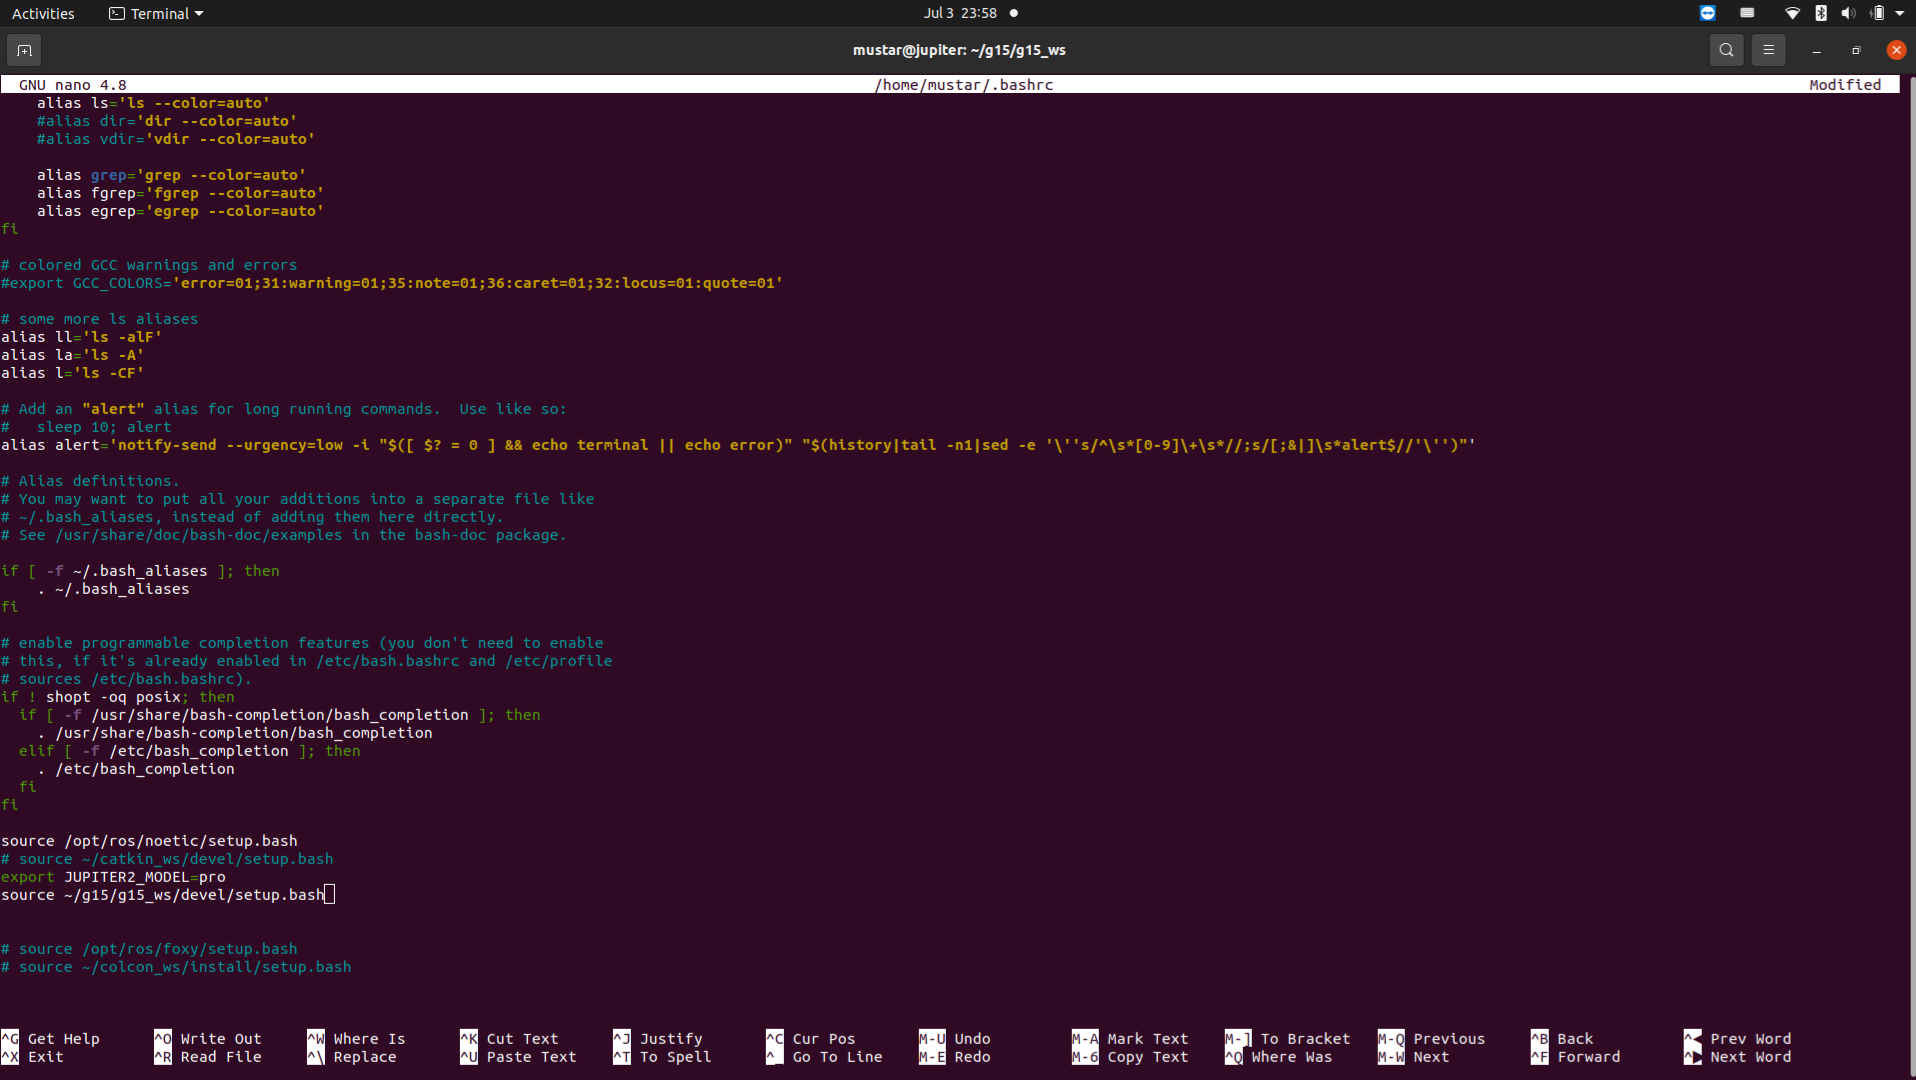 Activities Terminal Jul 3 23:58
mustar@jupiter: ~/g15/g15_ws
GNU nano 4.8 /home/mustar/.bashrc Modified
    alias ls='ls --color=auto'
    #alias dir='dir --color=auto'
    #alias vdir='vdir --color=auto'

    alias grep='grep --color=auto'
    alias fgrep='fgrep --color=auto'
    alias egrep='egrep --color=auto'
fi

# colored GCC warnings and errors
#export GCC_COLORS='error=01;31:warning=01;35:note=01;36:caret=01;32:locus=01:quote=01'

# some more ls aliases
alias ll='ls -alF'
alias la='ls -A'
alias l='ls -CF'

# Add an "alert" alias for long running commands.  Use like so:
#   sleep 10; alert
alias alert='notify-send --urgency=low -i "$([ $? = 0 ] && echo terminal || echo error)" "$(history|tail -n1|sed -e '\''s/^\s*[0-9]\+\s*//;s/[;&|]\s*alert$//'\'')"'

# Alias definitions.
# You may want to put all your additions into a separate file like
# ~/.bash_aliases, instead of adding them here directly.
# See /usr/share/doc/bash-doc/examples in the bash-doc package.

if [ -f ~/.bash_aliases ]; then
    . ~/.bash_aliases
fi

# enable programmable completion features (you don't need to enable
# this, if it's already enabled in /etc/bash.bashrc and /etc/profile
# sources /etc/bash.bashrc).
if ! shopt -oq posix; then
  if [ -f /usr/share/bash-completion/bash_completion ]; then
    . /usr/share/bash-completion/bash_completion
  elif [ -f /etc/bash_completion ]; then
    . /etc/bash_completion
  fi
fi

source /opt/ros/noetic/setup.bash
# source ~/catkin_ws/devel/setup.bash
export JUPITER2_MODEL=pro
source ~/g15/g15_ws/devel/setup.bash

# source /opt/ros/foxy/setup.bash
# source ~/colcon_ws/install/setup.bash

^G Get Help ^O Write Out ^W Where Is ^K Cut Text ^J Justify ^C Cur Pos M-U Undo M-A Mark Text M-] To Bracket M-Q Previous ^B Back ^◀ Prev Word
^X Exit ^R Read File ^\ Replace ^U Paste Text ^T To Spell ^_ Go To Line M-E Redo M-6 Copy Text ^Q Where Was M-W Next ^F Forward ^▶ Next Word